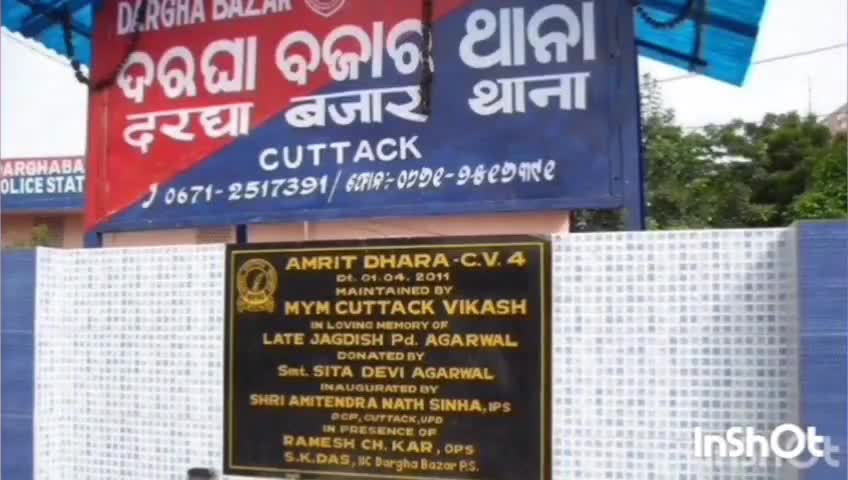 DARGHA BAZAR
ଦରଘା ବଜାର ଥାନା
दरघा बजार थाना
CUTTACK
0671-2517391/ ଫୋନ:-୦୬୭୧-୨୫୧୭୩୯୧
DARGHABA
OLICE STAT
AMRIT DHARA - C.V. 4
Dt. 01.04.2011
MAINTAINED BY
MYM CUTTACK VIKASH
IN LOVING MEMORY OF
LATE JAGDISH Pd. AGARWAL
DONATED BY
Smt. SITA DEVI AGARWAL
INAUGURATED BY
SHRI AMITENDRA NATH SINHA, IPS
DCP, CUTTACK, UPD
IN PRESENCE OF
RAMESH CH. KAR, OPS
S.K.DAS, IIC Dargha Bazar P.S.
InShOt